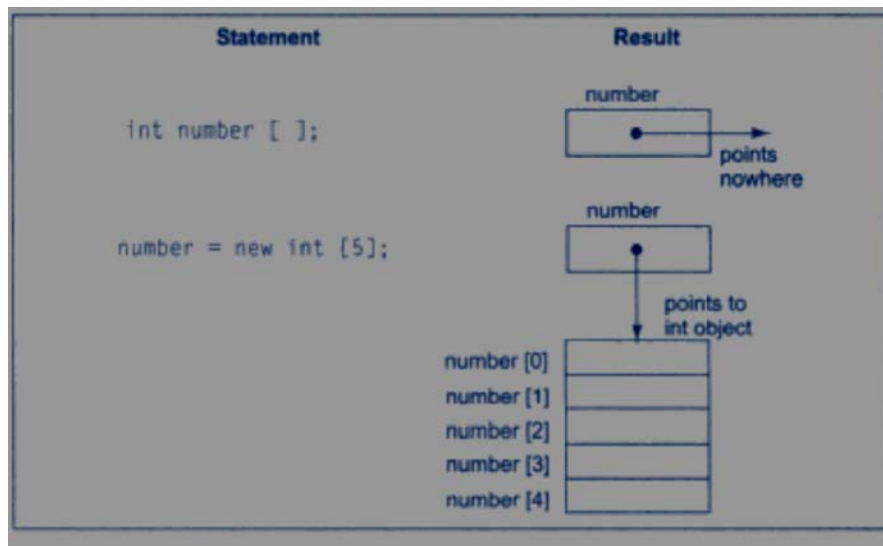 Statement Result
number
int number [ ];
points
nowhere
number
number = new int [5];
points to
int object
number [0]
number [1]
number [2]
number [3]
number [4]